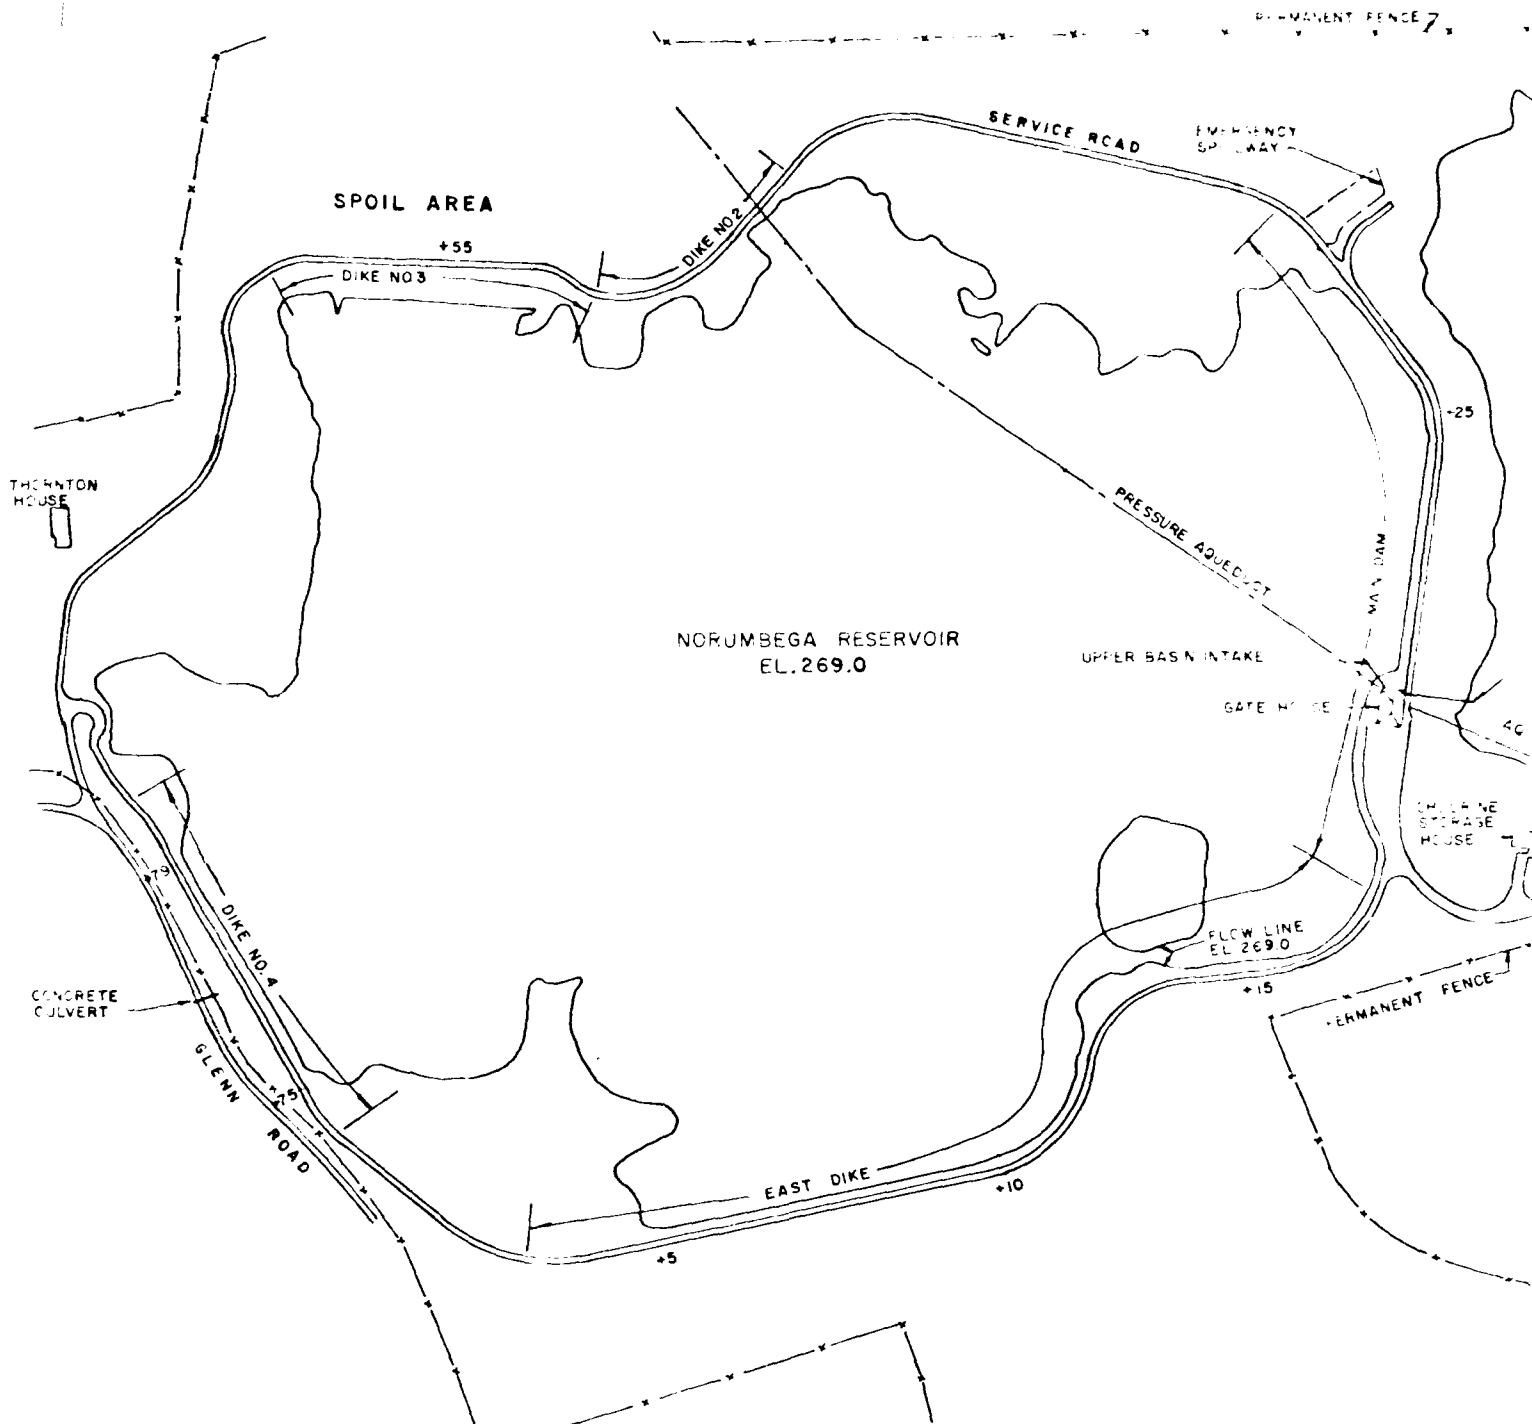 PERMANENT FENCE
SERVICE ROAD
EMERGENCY
SPILLWAY
SPOIL AREA
+55
DIKE NO.2
DIKE NO3
+25
THORNTON
HOUSE
PRESSURE AQUEDUCT
MAIN DAM
NORUMBEGA RESERVOIR
EL.269.0
UPPER BASIN INTAKE
GATE HOUSE
CHLORINE
STORAGE
HOUSE
+79
DIKE NO.4
FLOW LINE
EL 269.0
+15
PERMANENT FENCE
CONCRETE
CULVERT
GLENN ROAD
+75
EAST DIKE
+10
+5